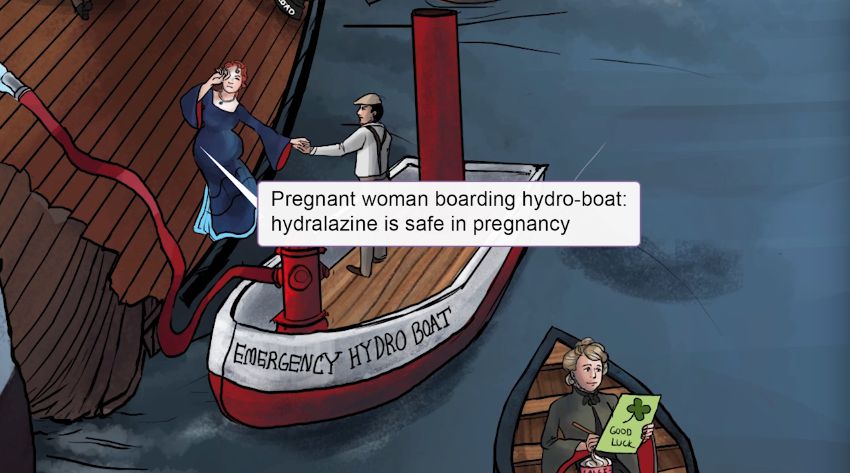 Pregnant woman boarding hydro-boat:
hydralazine is safe in pregnancy
EMERGENCY HYDRO BOAT
GOOD
LUCK